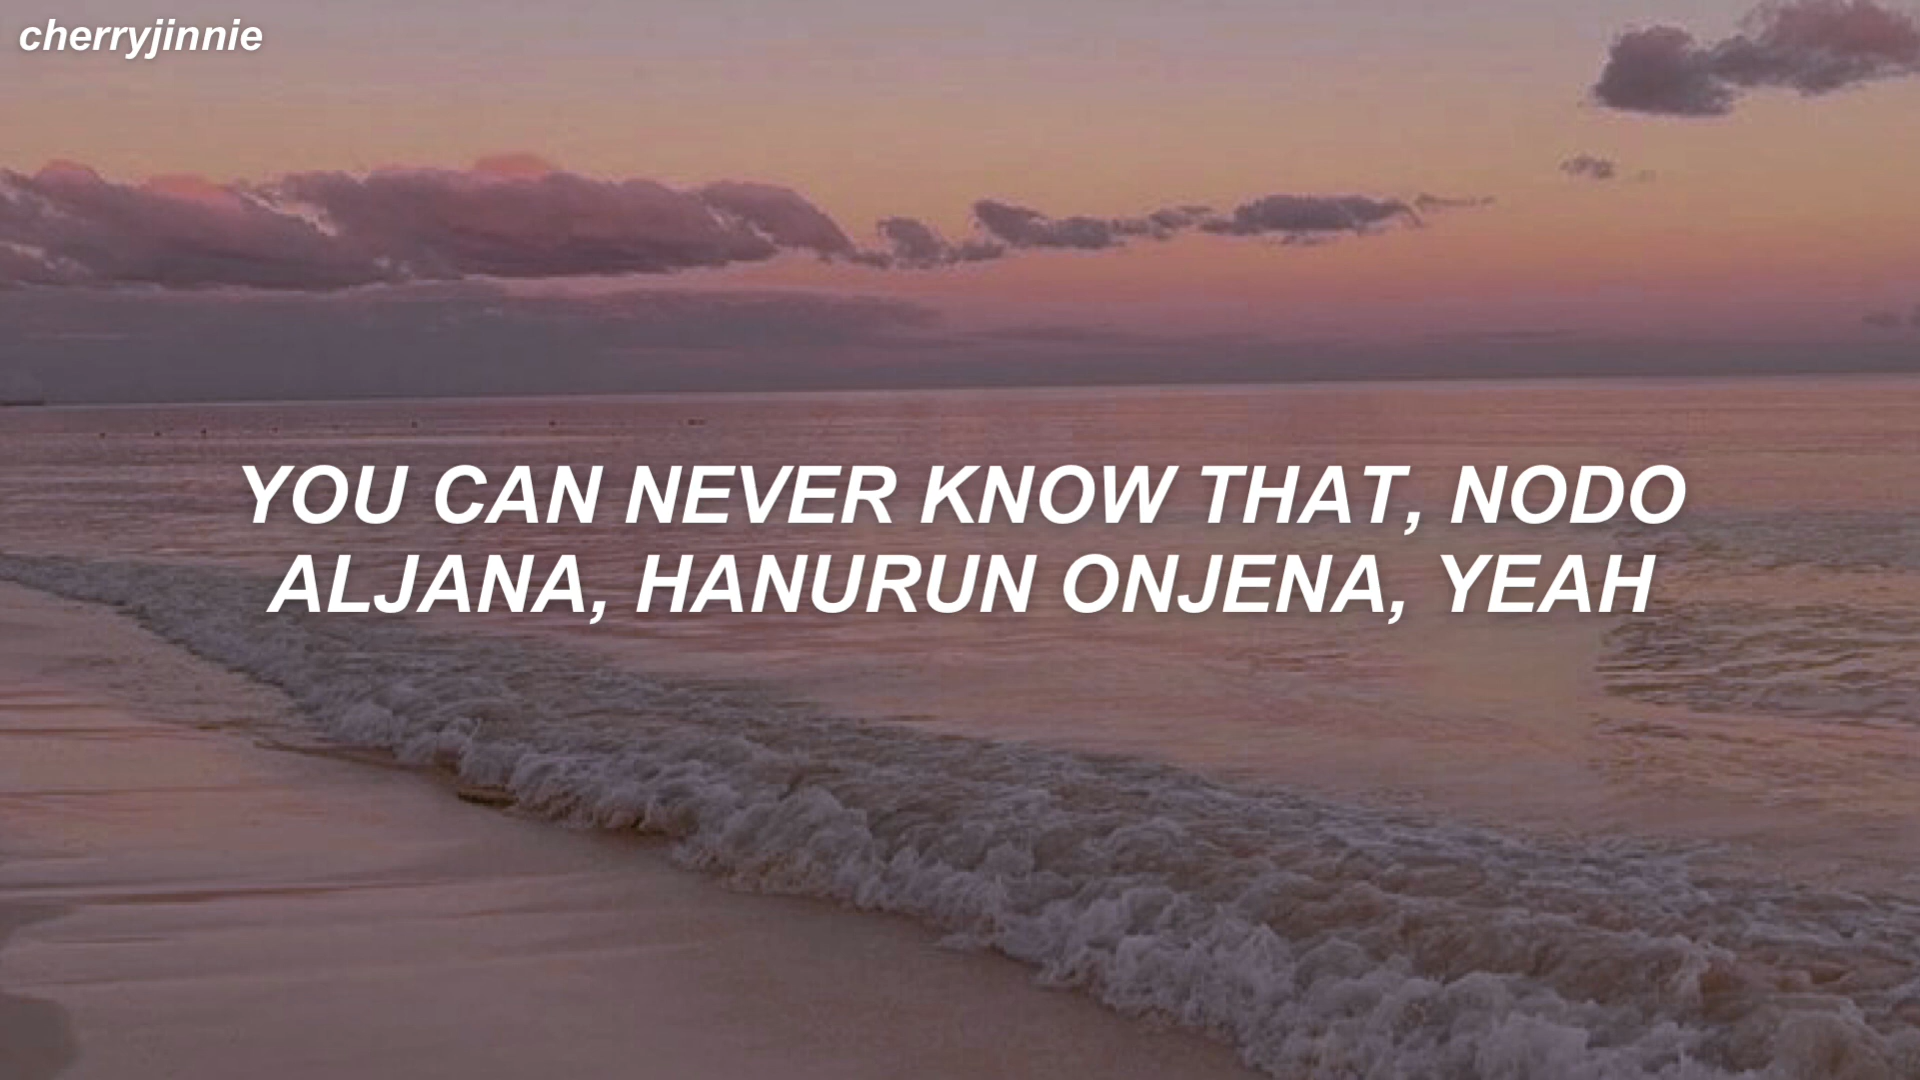 cherryjinnie
YOU CAN NEVER KNOW THAT, NODO
ALJANA, HANURUN ONJENA, YEAH